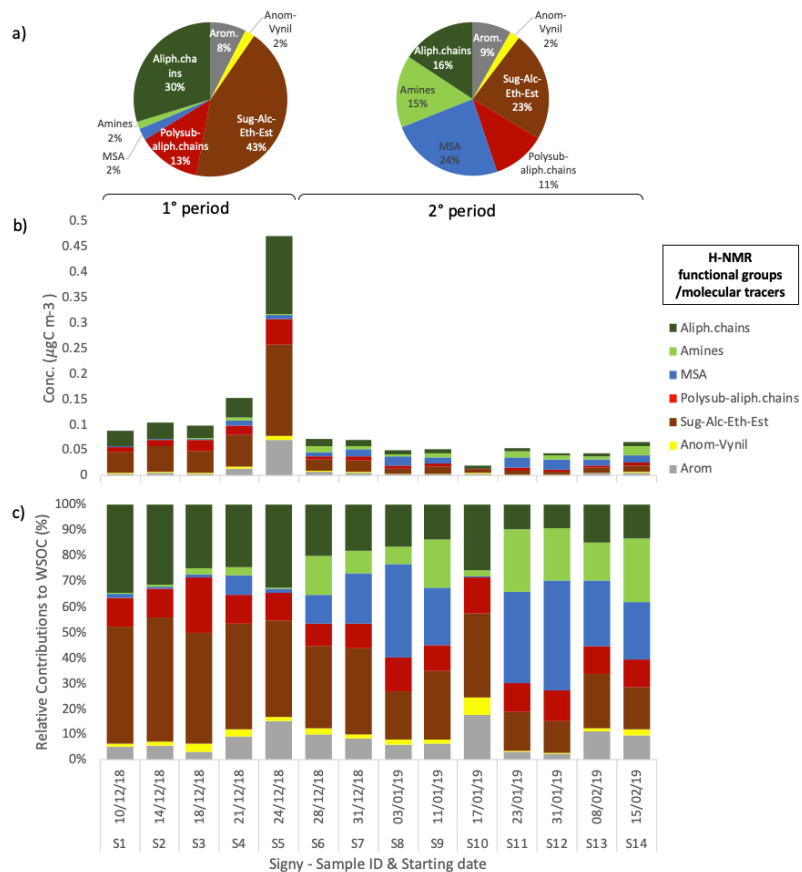 a)
Arom.
8%
Anom-
Vynil
2%
Aliph.cha
ins
30%
Sug-Alc-
Eth-Est
43%
Amines
2%
MSA
2%
Polysub-
aliph.chains
13%
Arom.
9%
Anom-
Vynil
2%
Aliph.chains
16%
Sug-Alc-
Eth-Est
23%
Amines
15%
MSA
24%
Polysub-
aliph.chains
11%
1° period
2° period
b)
Conc. (µgC m-3 )
0.5
0.45
0.4
0.35
0.3
0.25
0.2
0.15
0.1
0.05
0
H-NMR
functional groups
/molecular tracers
Aliph.chains
Amines
MSA
Polysub-aliph.chains
Sug-Alc-Eth-Est
Anom-Vynil
Arom
c)
Relative Contributions to WSOC (%)
100%
90%
80%
70%
60%
50%
40%
30%
20%
10%
0%
10/12/18
14/12/18
18/12/18
21/12/18
24/12/18
28/12/18
31/12/18
03/01/19
11/01/19
17/01/19
23/01/19
31/01/19
08/02/19
15/02/19
S1 S2 S3 S4 S5 S6 S7 S8 S9 S10 S11 S12 S13 S14
Signy - Sample ID & Starting date